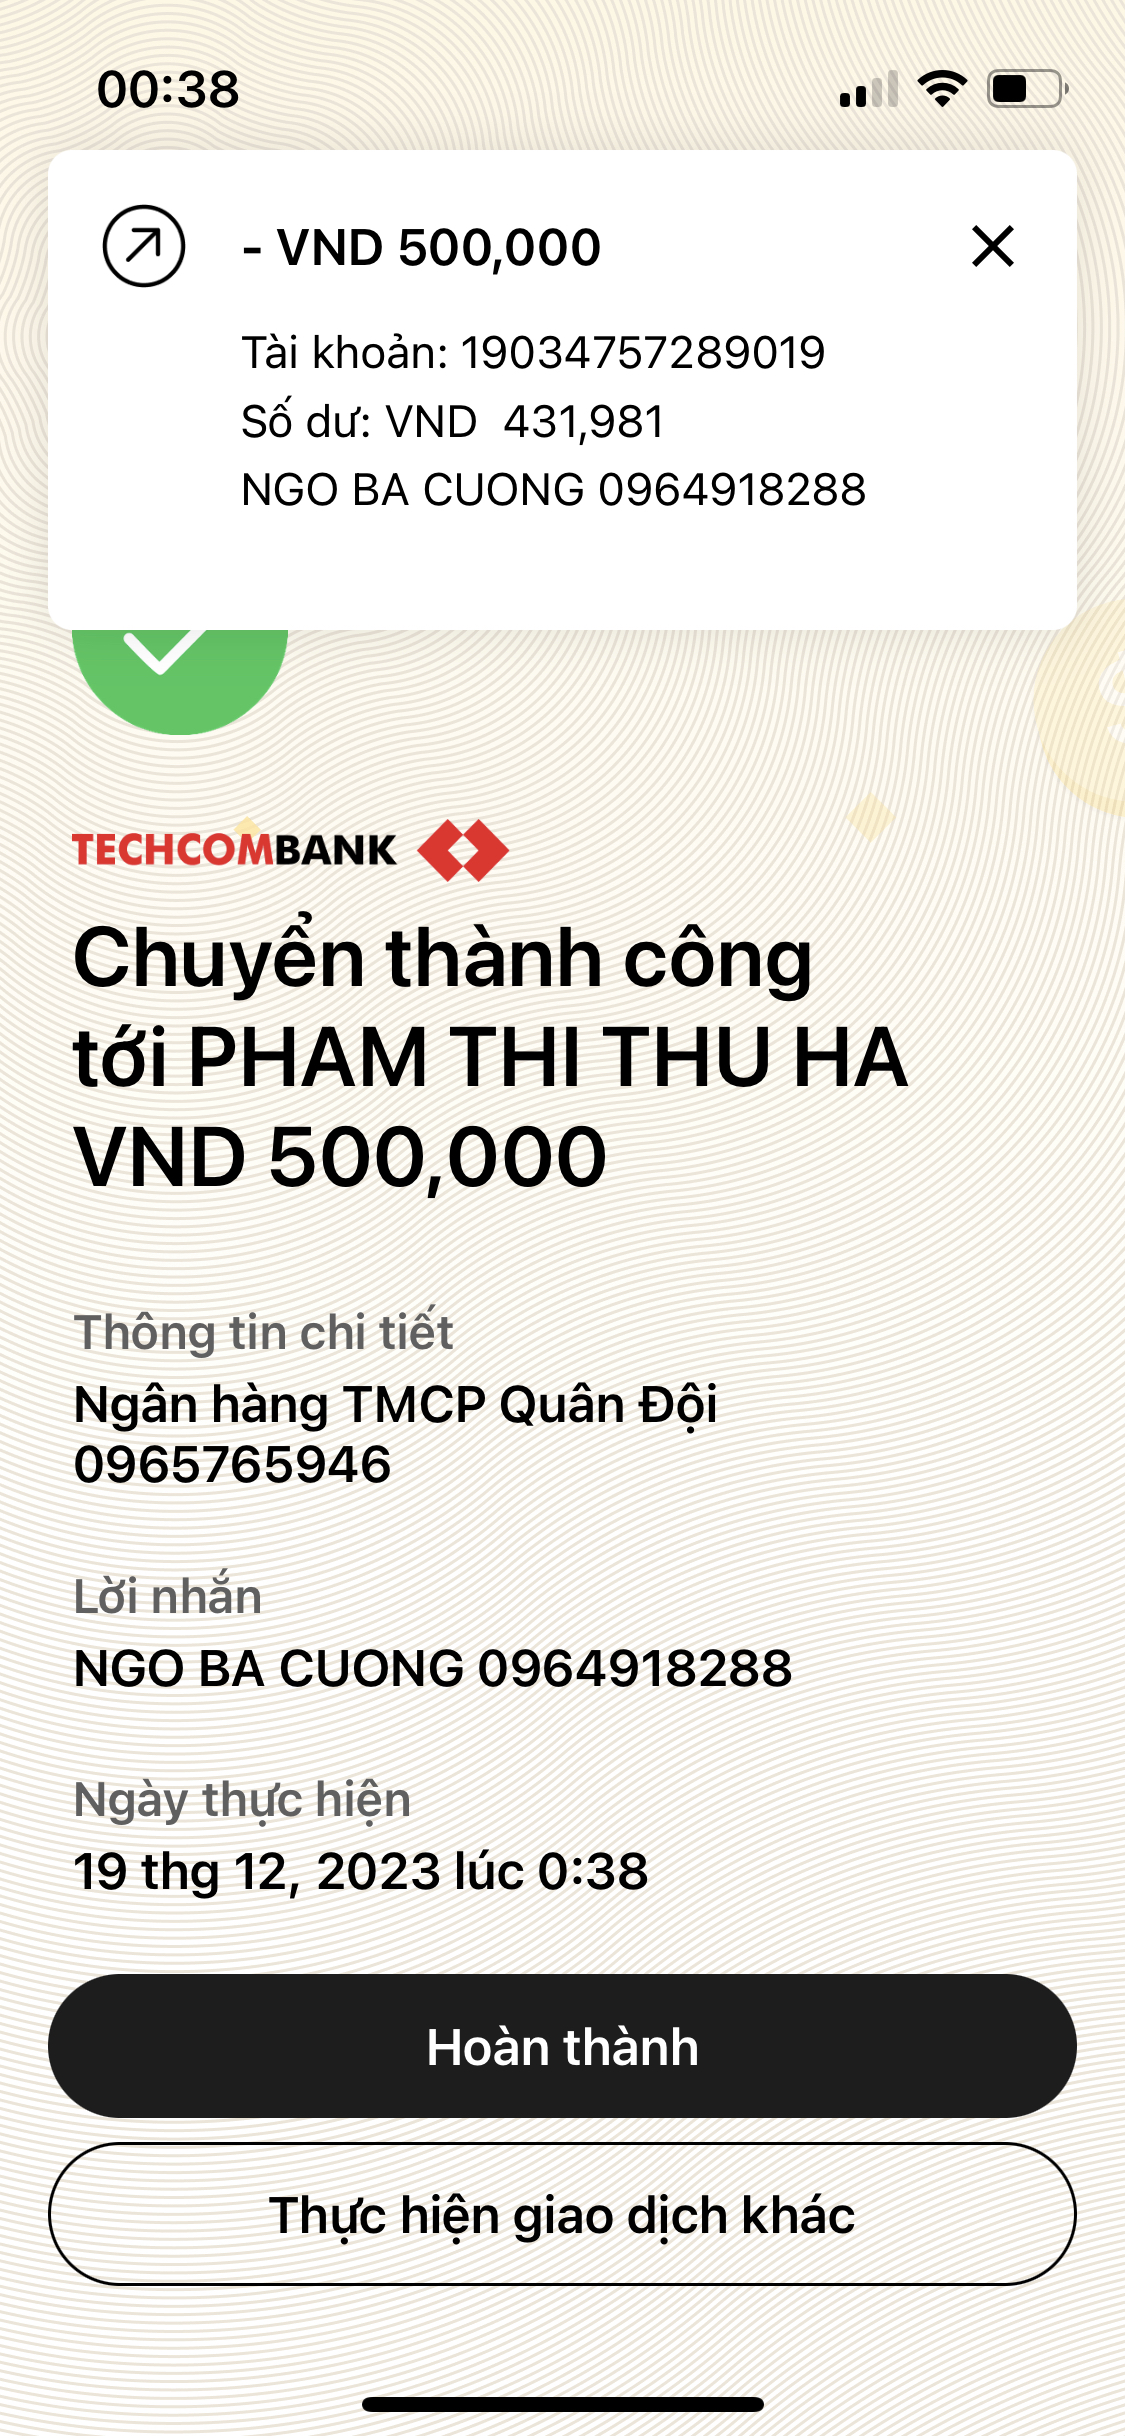 00:38
- VND 500,000
Tài khoản: 19034757289019
Số dư: VND 431,981
NGO BA CUONG 0964918288
TECHCOMBANK
Chuyển thành công
tới PHAM THI THU HA
VND 500,000
Thông tin chi tiết
Ngân hàng TMCP Quân Đội
0965765946
Lời nhắn
NGO BA CUONG 0964918288
Ngày thực hiện
19 thg 12, 2023 lúc 0:38
Hoàn thành
Thực hiện giao dịch khác